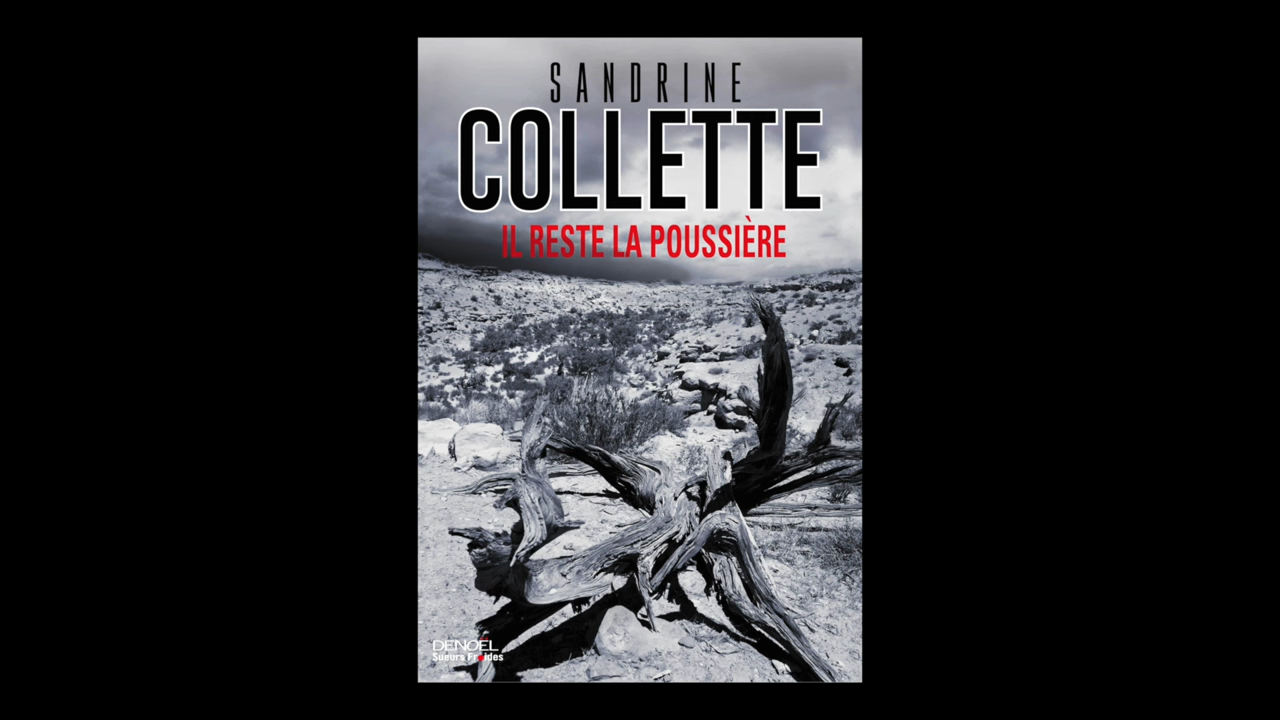 SANDRINE
COLLETTE
IL RESTE LA POUSSIÈRE
DENOËL
Sueurs Froides